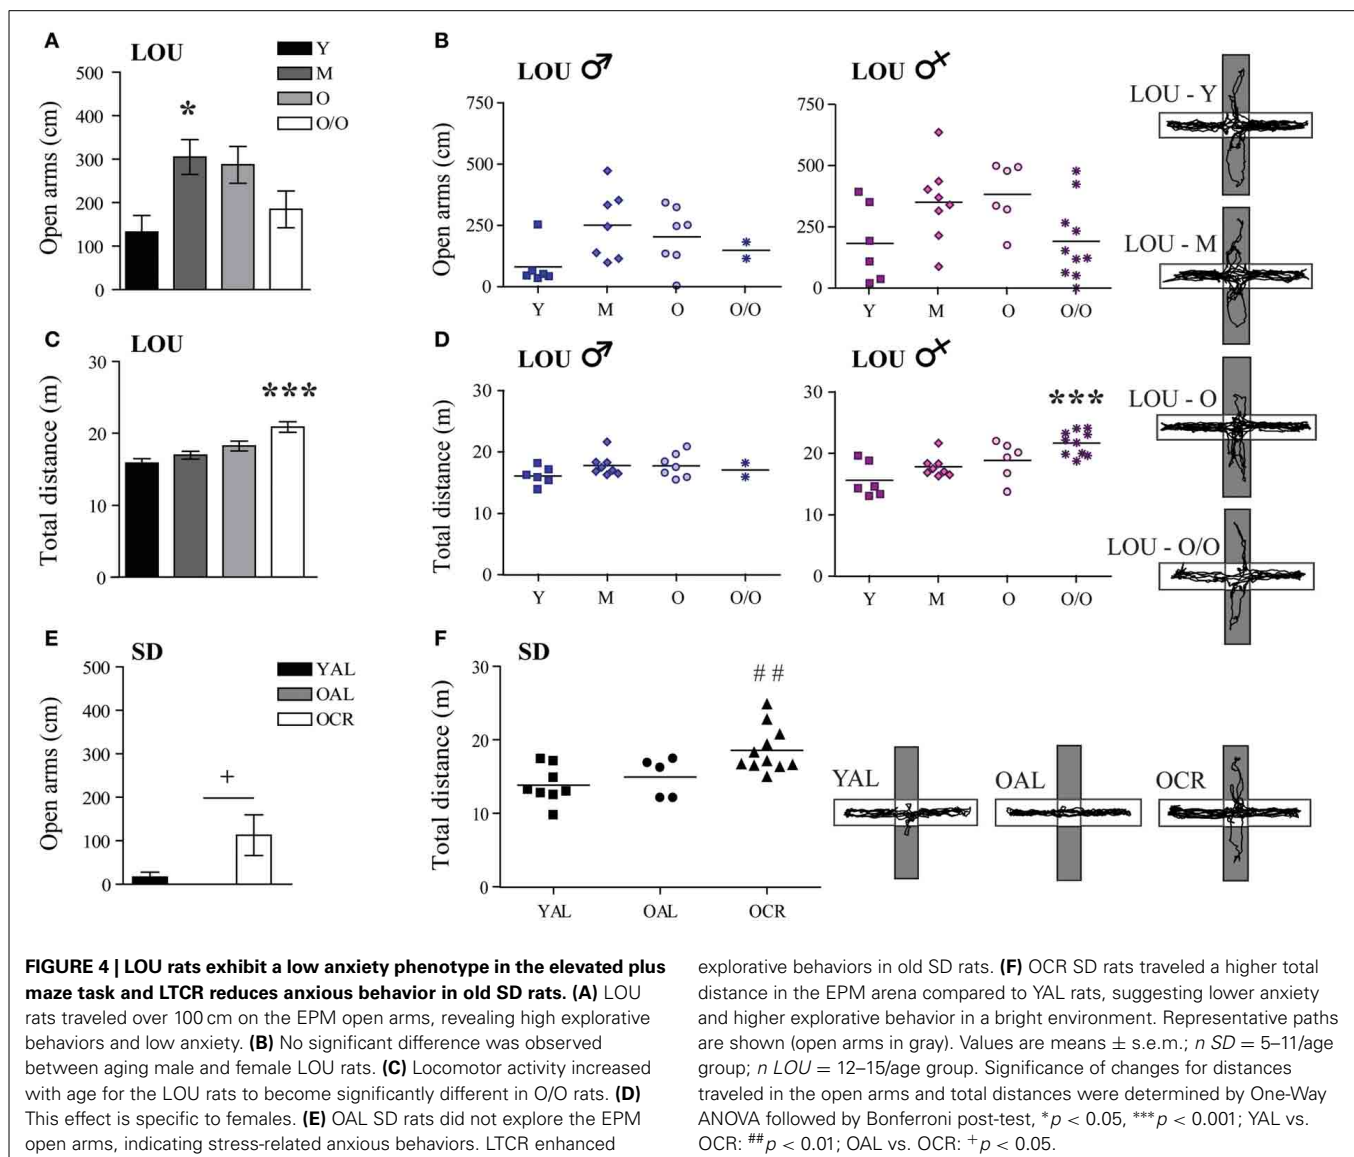 A
LOU
Y
M
O
O/O
500
400
300
200
100
0
Open arms (cm)
*
B
LOU ♂
750
500
250
0
Open arms (cm)
Y M O O/O
LOU ♀
750
500
250
0
Y M O O/O
LOU - Y
LOU - M
LOU - O
LOU - O/O
C
LOU
30
20
10
0
Total distance (m)
***
D
LOU ♂
30
20
10
0
Total distance (m)
Y M O O/O
LOU ♀
30
20
10
0
***
Y M O O/O
E
SD
YAL
OAL
OCR
500
400
300
200
100
0
Open arms (cm)
+
F
SD
30
20
10
0
Total distance (m)
# #
YAL OAL OCR
YAL
OAL
OCR
FIGURE 4 | LOU rats exhibit a low anxiety phenotype in the elevated plus
maze task and LTCR reduces anxious behavior in old SD rats. (A) LOU
rats traveled over 100 cm on the EPM open arms, revealing high explorative
behaviors and low anxiety. (B) No significant difference was observed
between aging male and female LOU rats. (C) Locomotor activity increased
with age for the LOU rats to become significantly different in O/O rats. (D)
This effect is specific to females. (E) OAL SD rats did not explore the EPM
open arms, indicating stress-related anxious behaviors. LTCR enhanced
explorative behaviors in old SD rats. (F) OCR SD rats traveled a higher total
distance in the EPM arena compared to YAL rats, suggesting lower anxiety
and higher explorative behavior in a bright environment. Representative paths
are shown (open arms in gray). Values are means ± s.e.m.; n SD = 5–11/age
group; n LOU = 12–15/age group. Significance of changes for distances
traveled in the open arms and total distances were determined by One-Way
ANOVA followed by Bonferroni post-test, *p < 0.05, ***p < 0.001; YAL vs.
OCR: ##p < 0.01; OAL vs. OCR: +p < 0.05.